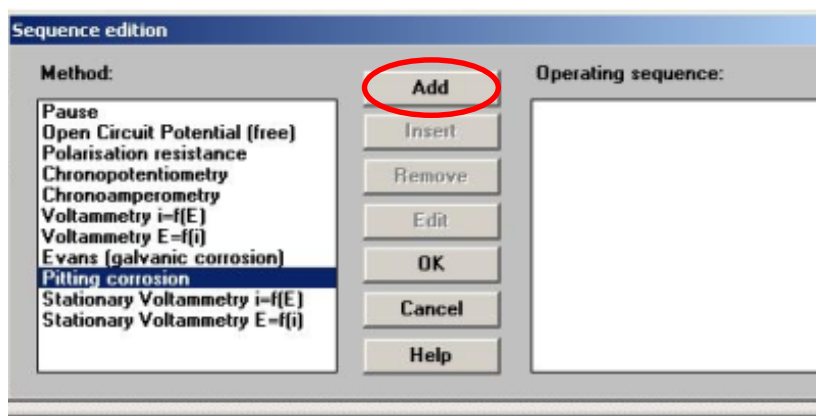 Sequence edition
Method:
Pause
Open Circuit Potential (free)
Polarisation resistance
Chronopotentiometry
Chronoamperometry
Voltammetry i=f(E)
Voltammetry E=f(i)
Evans (galvanic corrosion)
Pitting corrosion
Stationary Voltammetry i=f(E)
Stationary Voltammetry E=f(i)
Add
Insert
Remove
Edit
OK
Cancel
Help
Operating sequence: